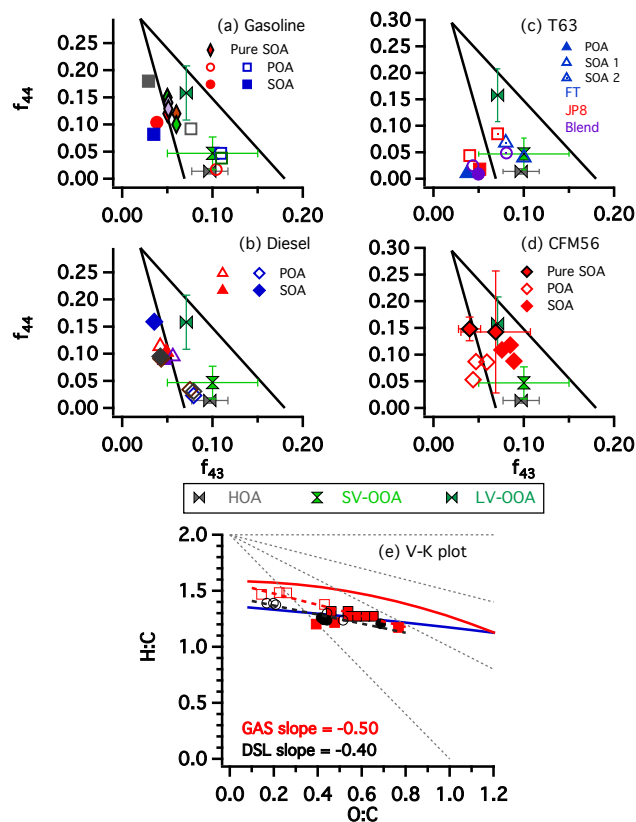 (a) Gasoline
Pure SOA
POA
SOA
f44
0.25
0.20
0.15
0.10
0.05
0.00
0.00
0.10
0.20
(c) T63
POA
SOA 1
SOA 2
FT
JP8
Blend
0.25
0.20
0.15
0.10
0.05
0.00
0.00
0.10
0.20
(b) Diesel
POA
SOA
f44
0.25
0.20
0.15
0.10
0.05
0.00
0.00
0.10
0.20
f43
(d) CFM56
Pure SOA
POA
SOA
0.25
0.20
0.15
0.10
0.05
0.00
0.00
0.10
0.20
f43
HOA SV-OOA LV-OOA
(e) V-K plot
H:C
2.0
1.5
1.0
0.5
0.0
GAS slope = -0.50
DSL slope = -0.40
0.0 0.2 0.4 0.6 0.8 1.0 1.2
O:C